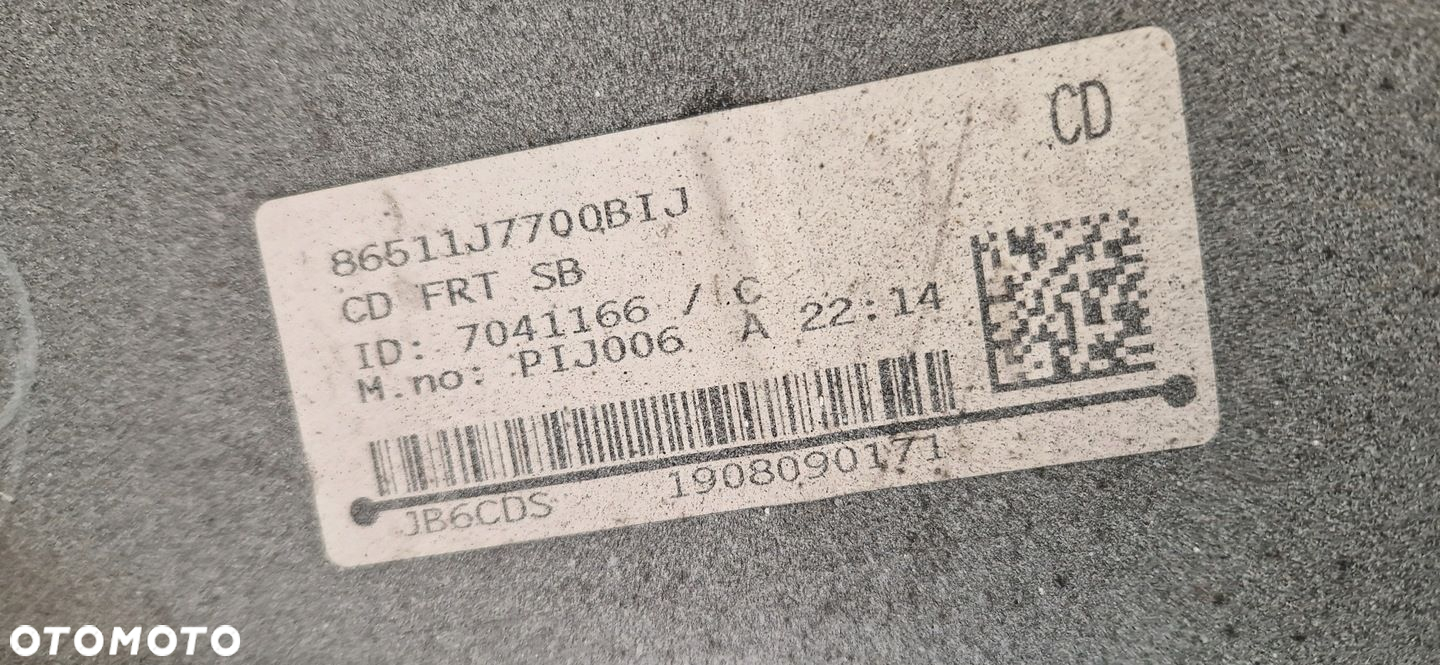 CD
86511J7700BIJ
CD FRT SB
ID: 7041166 / C
M.no: PIJ006 A 22:14
JB6CDS 1908090171
OTOMOTO